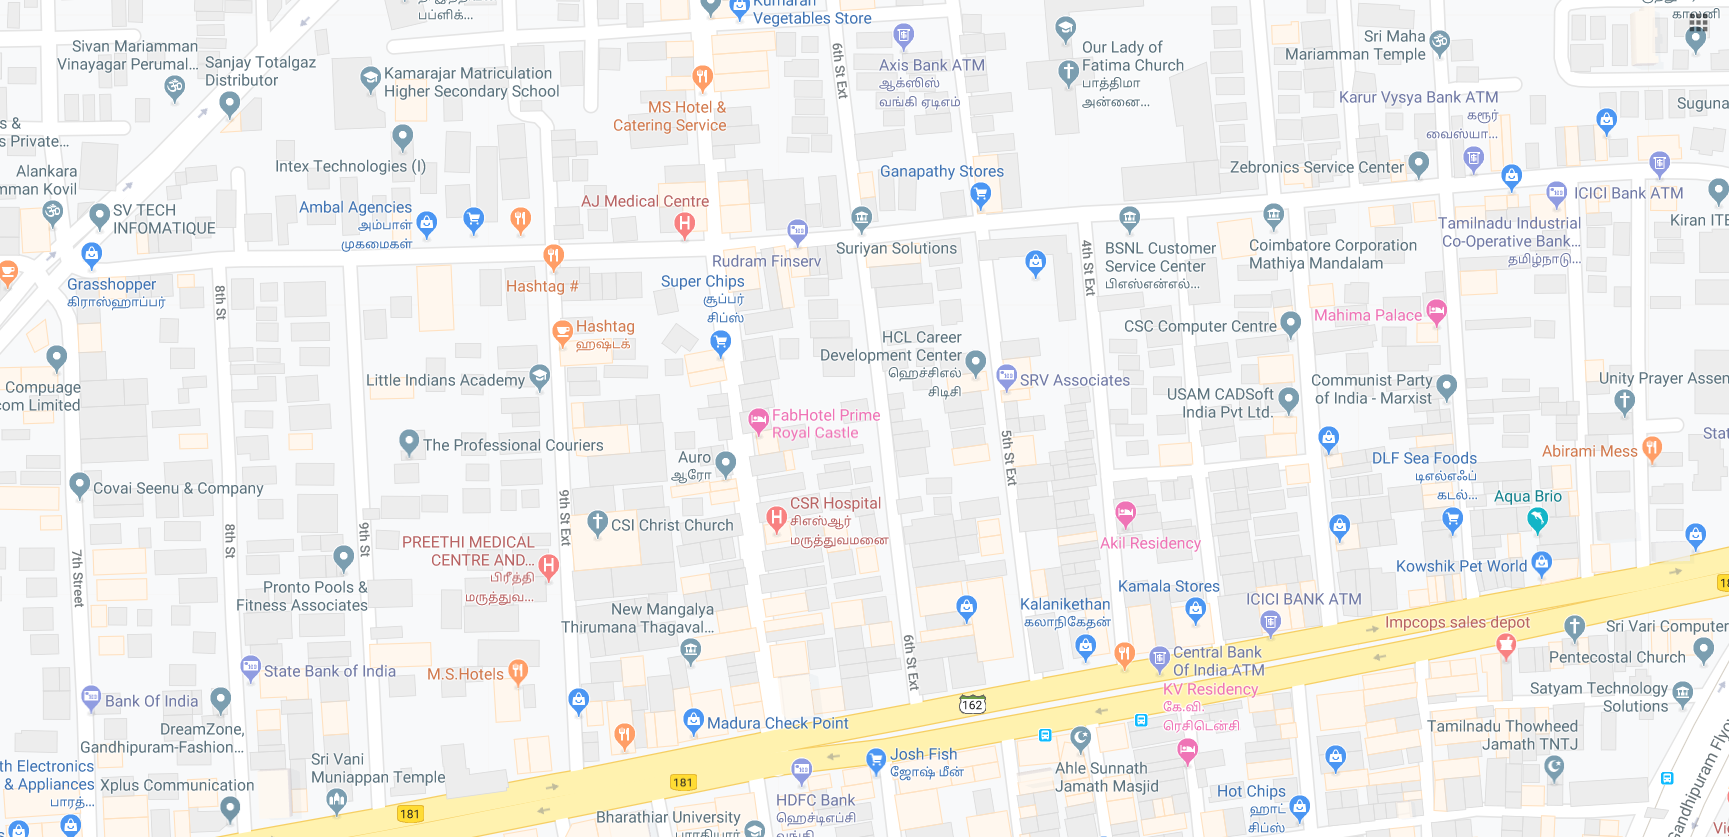 பப்ளிக்...
Kumaran
Vegetables Store
காலனி
Sivan Mariamman
Vinayagar Perumal...
Sanjay Totalgaz
Distributor
Kamarajar Matriculation
Higher Secondary School
MS Hotel &
Catering Service
6th St Ext
Axis Bank ATM
ஆக்ஸிஸ்
வங்கி ஏடிஎம்
Our Lady of
Fatima Church
பாத்திமா
அன்னை...
Sri Maha
Mariamman Temple
Karur Vysya Bank ATM
கரூர்
வைஸ்யா...
Suguna
s &
s Private...
Intex Technologies (I)
Alankara
mman Kovil
SV TECH
INFOMATIQUE
Ambal Agencies
அம்பாள்
முகமைகள்
AJ Medical Centre
Ganapathy Stores
Zebronics Service Center
ICICI Bank ATM
Kiran ITE
Tamilnadu Industrial
Co-Operative Bank...
தமிழ்நாடு...
Grasshopper
கிராஸ்ஹாப்பர்
8th St
Hashtag #
Rudram Finserv
Suriyan Solutions
4th St Ext
BSNL Customer
Service Center
பிஎஸ்என்எல்...
Coimbatore Corporation
Mathiya Mandalam
Super Chips
சூப்பர்
சிப்ஸ்
Hashtag
ஹஷ்டக்
HCL Career
Development Center
ஹெச்சிஎல்
சிடிசி
CSC Computer Centre
Mahima Palace
Compuage
com Limited
Little Indians Academy
SRV Associates
USAM CADSoft
India Pvt Ltd.
Communist Party
of India - Marxist
Unity Prayer Assem
FabHotel Prime
Royal Castle
The Professional Couriers
Auro
ஆரோ
5th St Ext
DLF Sea Foods
டிஎல்எஃப்
கடல்...
Abirami Mess
Stat
Covai Seenu & Company
9th St Ext
CSI Christ Church
CSR Hospital
சிஎஸ்ஆர்
மருத்துவமனை
Aqua Brio
8th St
9th St
PREETHI MEDICAL
CENTRE AND...
பிரீத்தி
மருத்துவ...
Akil Residency
7th Street
Pronto Pools &
Fitness Associates
New Mangalya
Thirumana Thagaval...
Kalanikethan
கலாநிகேதன்
Kamala Stores
ICICI BANK ATM
Kowshik Pet World
Impcops sales depot
Sri Vari Computer
Pentecostal Church
State Bank of India
M.S.Hotels
6th St Ext
Central Bank
Of India ATM
KV Residency
கே.வி.
ரெசிடென்சி
Bank Of India
Satyam Technology
Solutions
162
DreamZone,
Gandhipuram-Fashion...
Madura Check Point
Tamilnadu Thowheed
Jamath TNTJ
Sri Vani
Muniappan Temple
Josh Fish
ஜோஷ் மீன்
Ahle Sunnath
Jamath Masjid
th Electronics
& Appliances
பாரத்...
Xplus Communication
181
181
Bharathiar University
HDFC Bank
ஹெச்டிஎஃப்சி
வங்கி
Hot Chips
ஹாட்
சிப்ஸ்
Gandhipuram Flyo